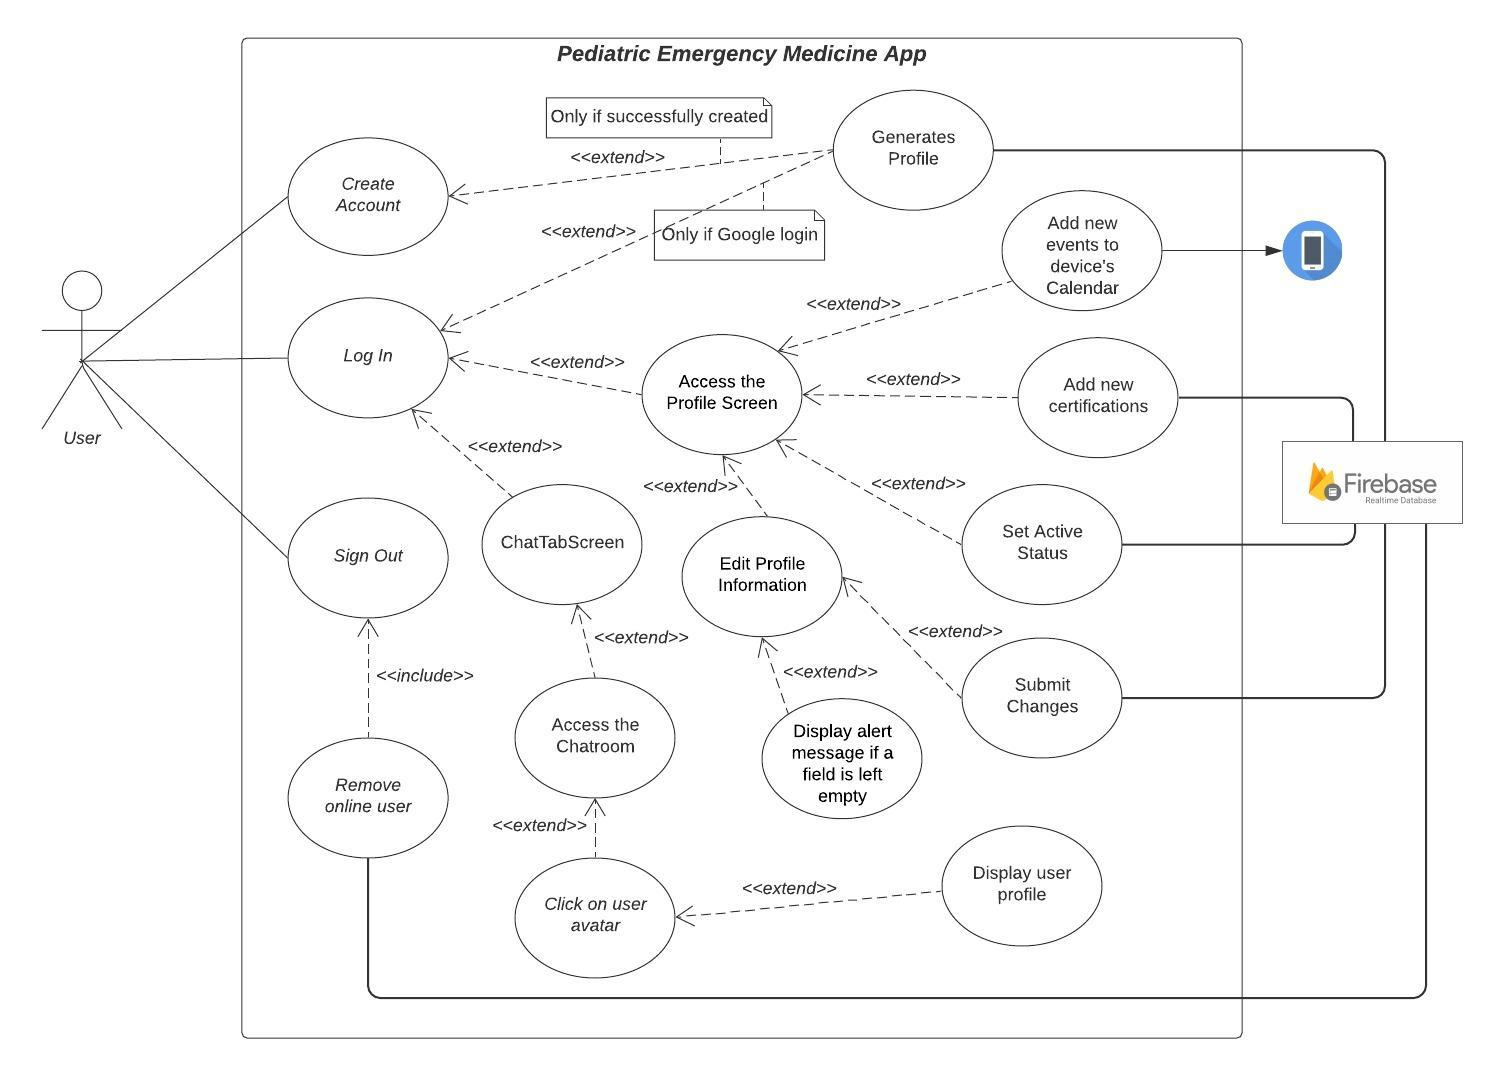 Pediatric Emergency Medicine App
Only if successfully created
Generates
Profile
<<extend>>
Create
Account
<<extend>>
Only if Google login
Add new
events to
device's
Calendar
<<extend>>
User
Log In
<<extend>>
Access the
Profile Screen
<<extend>>
Add new
certifications
<<extend>>
<<extend>>
<<extend>>
Firebase
Realtime Database
Sign Out
ChatTabScreen
Edit Profile
Information
Set Active
Status
<<extend>>
<<extend>>
<<include>>
<<extend>>
Submit
Changes
Access the
Chatroom
Display alert
message if a
field is left
empty
Remove
online user
<<extend>>
Click on user
avatar
<<extend>>
Display user
profile